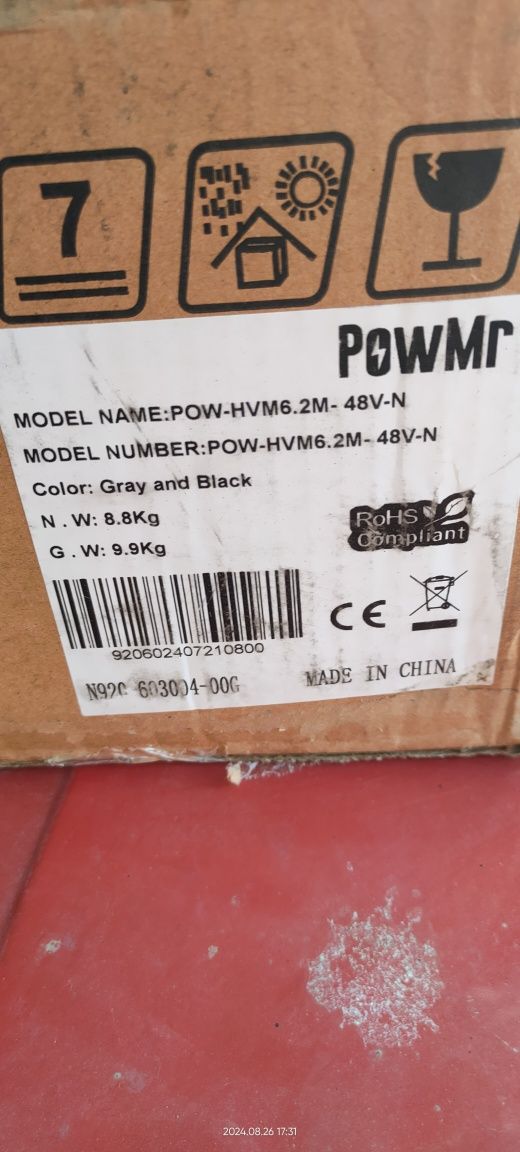 7
PowMr
MODEL NAME:POW-HVM6.2M- 48V-N
MODEL NUMBER:POW-HVM6.2M- 48V-N
Color: Gray and Black
N . W: 8.8Kg
G . W: 9.9Kg
RoHS
Compliant
CE
920602407210800
MADE IN CHINA
2024.08.26 17:31